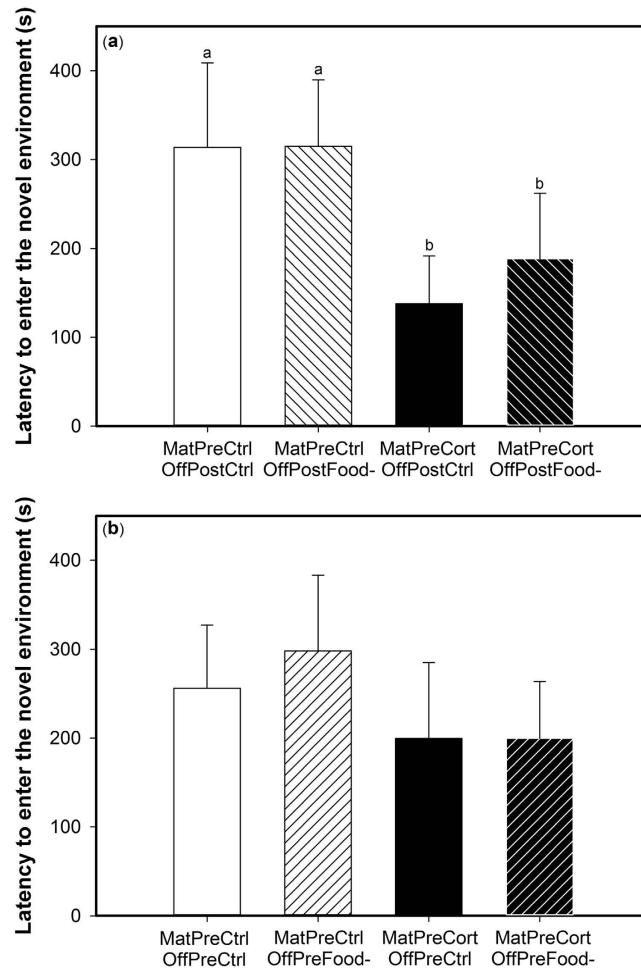 (a)
Latency to enter the novel environment (s)
400
300
200
100
0
a
a
b
b
MatPreCtrl
OffPostCtrl
MatPreCtrl
OffPostFood-
MatPreCort
OffPostCtrl
MatPreCort
OffPostFood-
(b)
Latency to enter the novel environment (s)
400
300
200
100
0
MatPreCtrl
OffPreCtrl
MatPreCtrl
OffPreFood-
MatPreCort
OffPreCtrl
MatPreCort
OffPreFood-